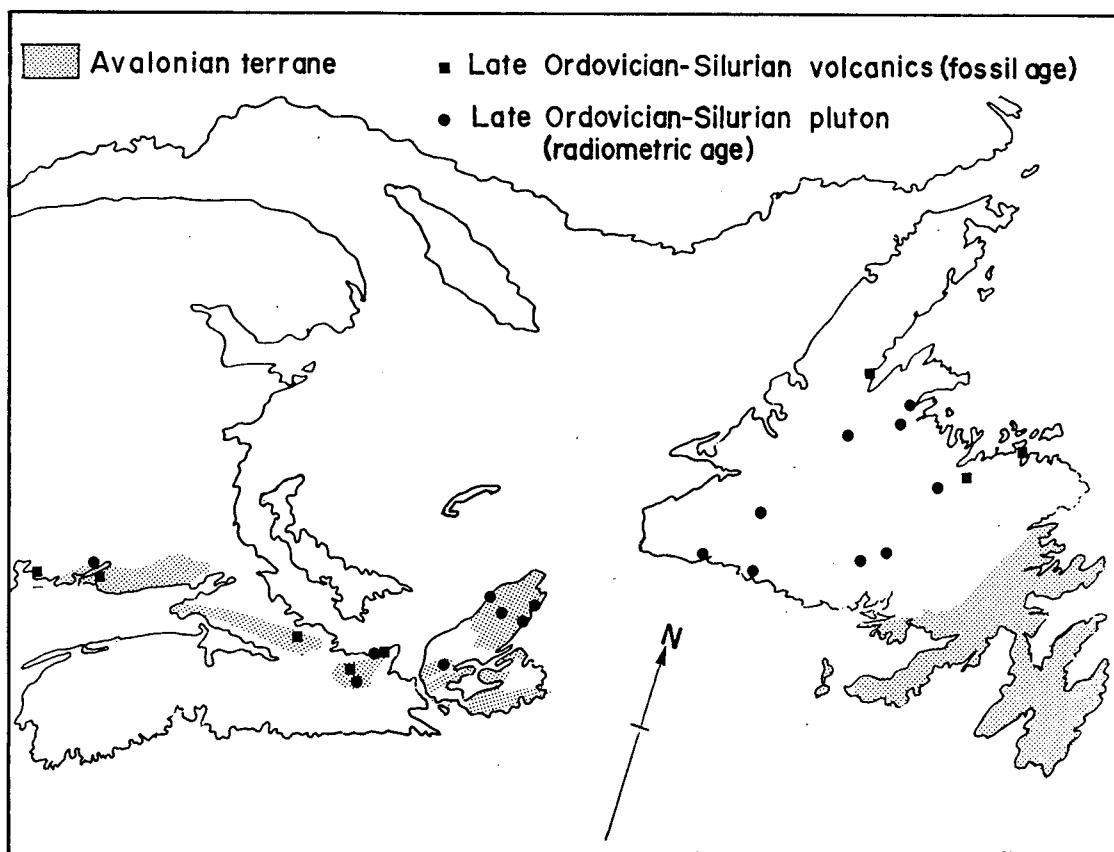 Avalonian terrane
Late Ordovician-Silurian volcanics (fossil age)
Late Ordovician-Silurian pluton
(radiometric age)
N